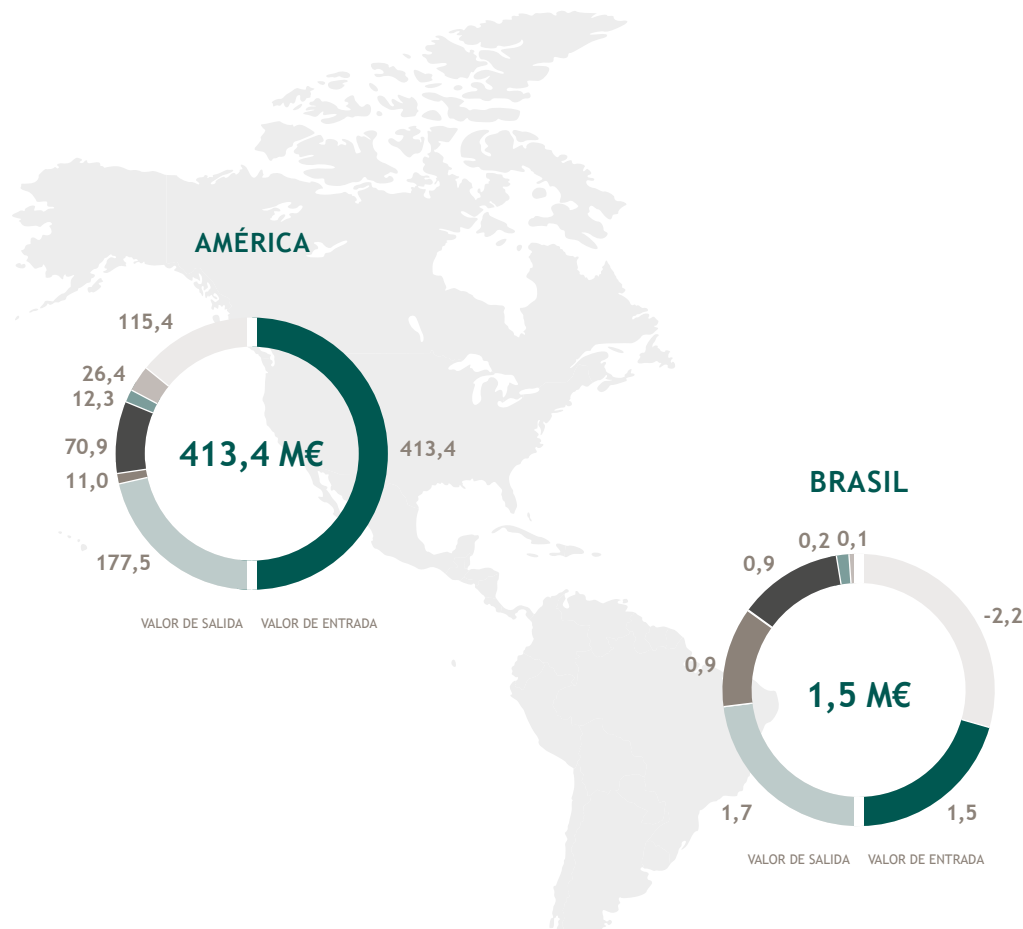 AMÉRICA
115,4
26,4
12,3
70,9
11,0
177,5
413,4 M€
413,4
VALOR DE SALIDA VALOR DE ENTRADA
BRASIL
0,2 0,1
0,9
-2,2
0,9
1,5 M€
1,7
1,5
VALOR DE SALIDA VALOR DE ENTRADA